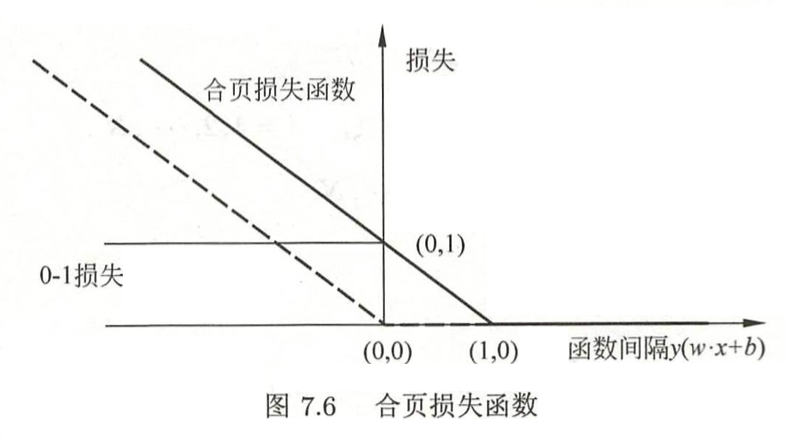 损失
合页损失函数
(0,1)
0-1损失
(0,0)
(1,0)
函数间隔y(w·x+b)
图 7.6 合页损失函数